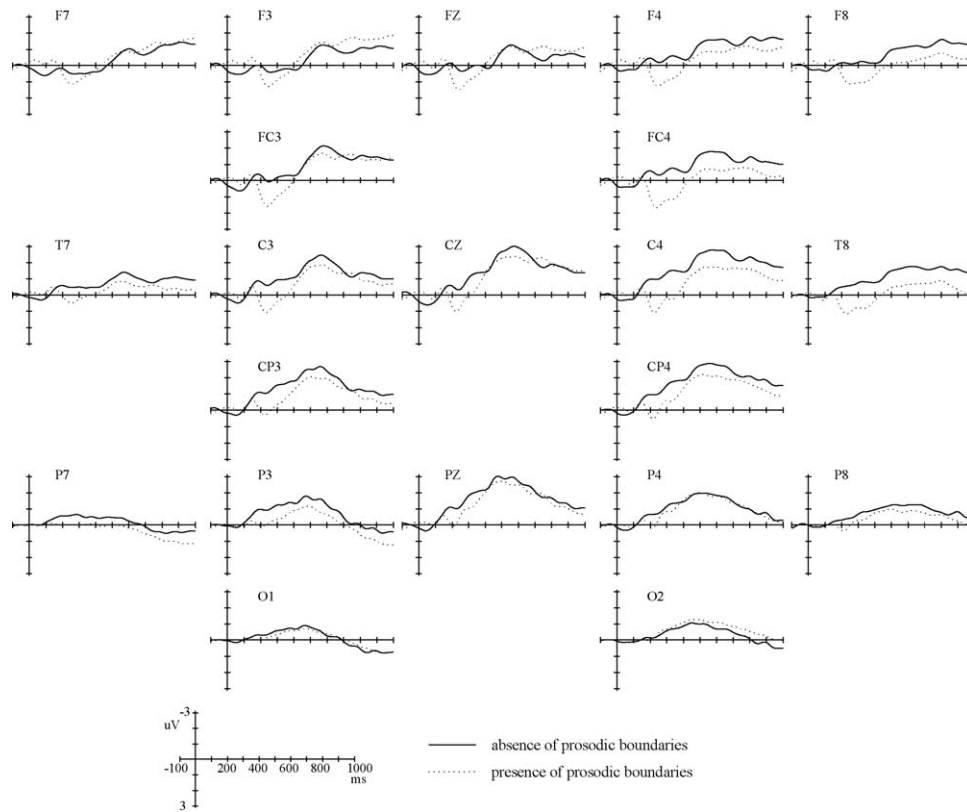 F7 F3 FZ F4 F8
FC3 FC4
T7 C3 CZ C4 T8
CP3 CP4
P7 P3 PZ P4 P8
O1 O2
-3
uV
-100 200 400 600 800 1000
ms
3
absence of prosodic boundaries
presence of prosodic boundaries